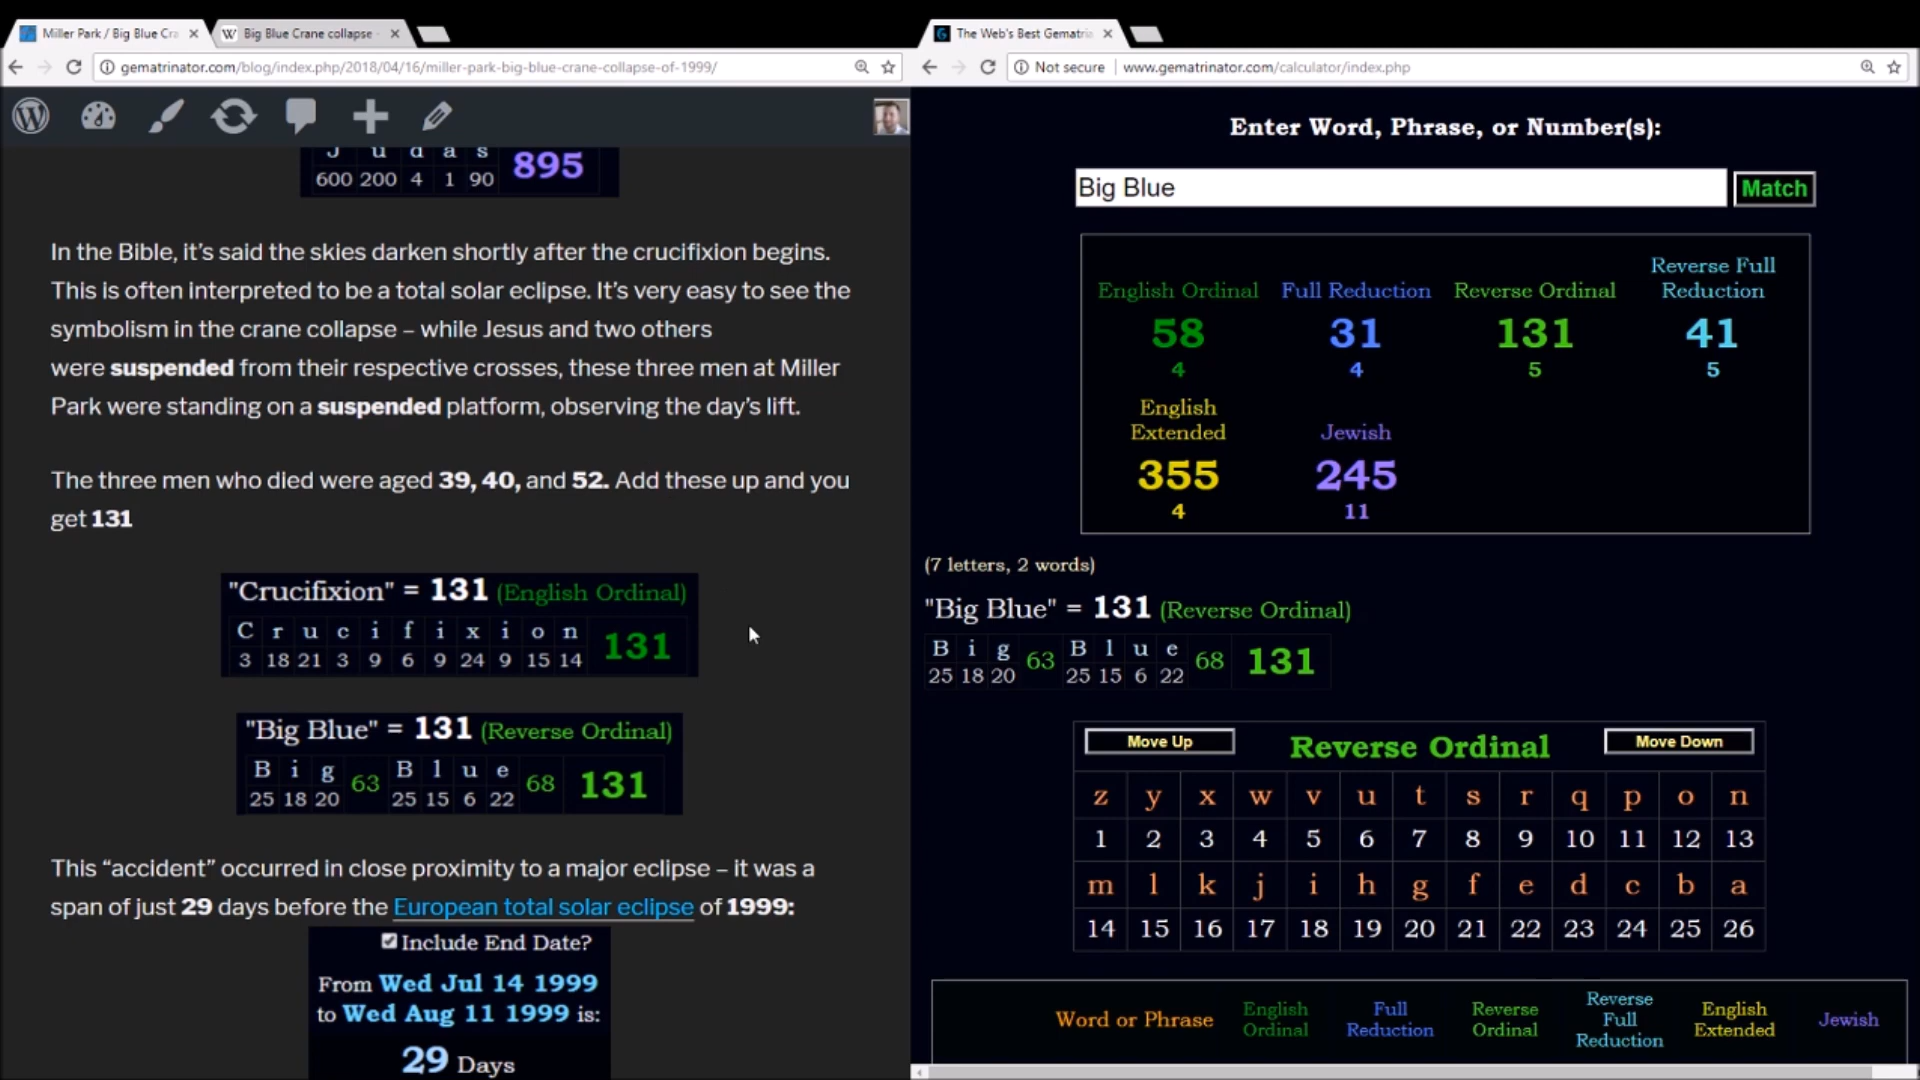 Miller Park / Big Blue Cra
Big Blue Crane collapse -
gematrinator.com/blog/index.php/2018/04/16/miller-park-big-blue-crane-collapse-of-1999/
J u d a s 895
600 200 4 1 90
In the Bible, it's said the skies darken shortly after the crucifixion begins.
This is often interpreted to be a total solar eclipse. It's very easy to see the
symbolism in the crane collapse – while Jesus and two others
were suspended from their respective crosses, these three men at Miller
Park were standing on a suspended platform, observing the day's lift.
The three men who died were aged 39, 40, and 52. Add these up and you
get 131
"Crucifixion" = 131 (English Ordinal)
C r u c i f i x i o n 131
3 18 21 3 9 6 9 24 9 15 14
"Big Blue" = 131 (Reverse Ordinal)
B i g 63 B l u e 68 131
25 18 20 25 15 6 22
This "accident" occurred in close proximity to a major eclipse – it was a
span of just 29 days before the European total solar eclipse of 1999:
Include End Date?
From Wed Jul 14 1999
to Wed Aug 11 1999 is:
29 Days
The Web's Best Gematria
Not secure www.gematrinator.com/calculator/index.php
Enter Word, Phrase, or Number(s):
Big Blue Match
English Ordinal Full Reduction Reverse Ordinal Reverse Full Reduction
58 31 131 41
4 4 5 5
English Extended Jewish
355 245
4 11
(7 letters, 2 words)
"Big Blue" = 131 (Reverse Ordinal)
B i g 63 B l u e 68 131
25 18 20 25 15 6 22
Move Up Reverse Ordinal Move Down
z y x w v u t s r q p o n
1 2 3 4 5 6 7 8 9 10 11 12 13
m l k j i h g f e d c b a
14 15 16 17 18 19 20 21 22 23 24 25 26
Word or Phrase English Ordinal Full Reduction Reverse Ordinal Reverse Full Reduction English Extended Jewish